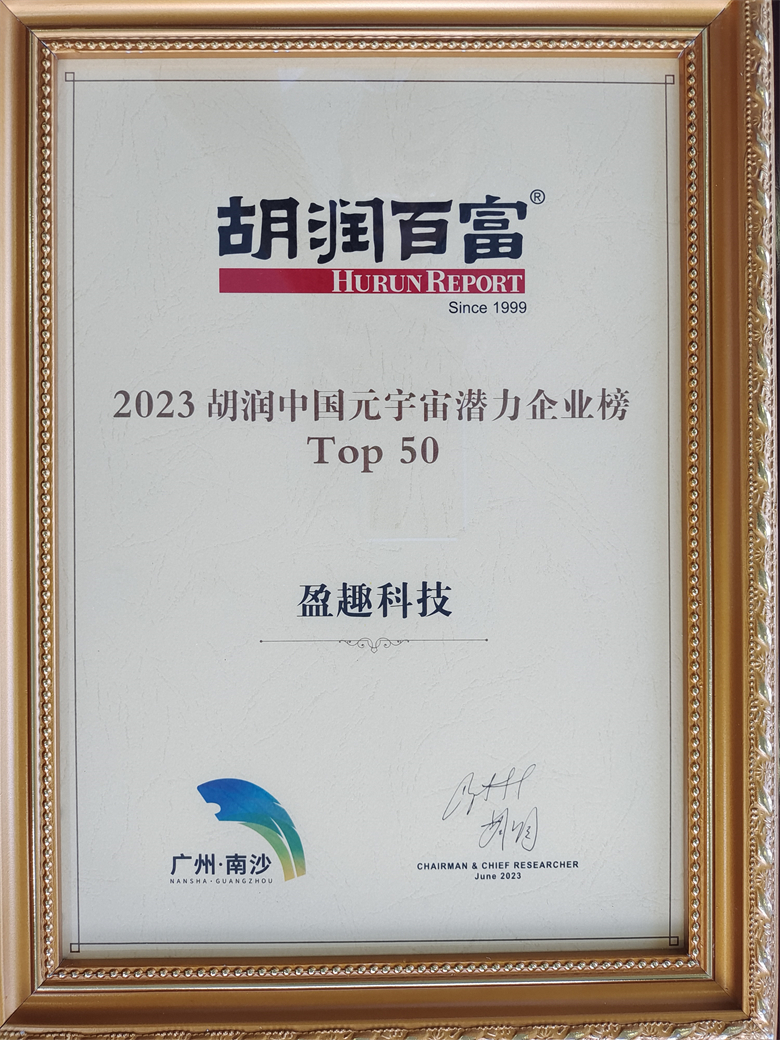 胡润百富®
HURUN REPORT
Since 1999
2023 胡润中国元宇宙潜力企业榜
Top 50
盈趣科技
广州·南沙
NANSHA·GUANGZHOU
胡润
CHAIRMAN & CHIEF RESEARCHER
June 2023